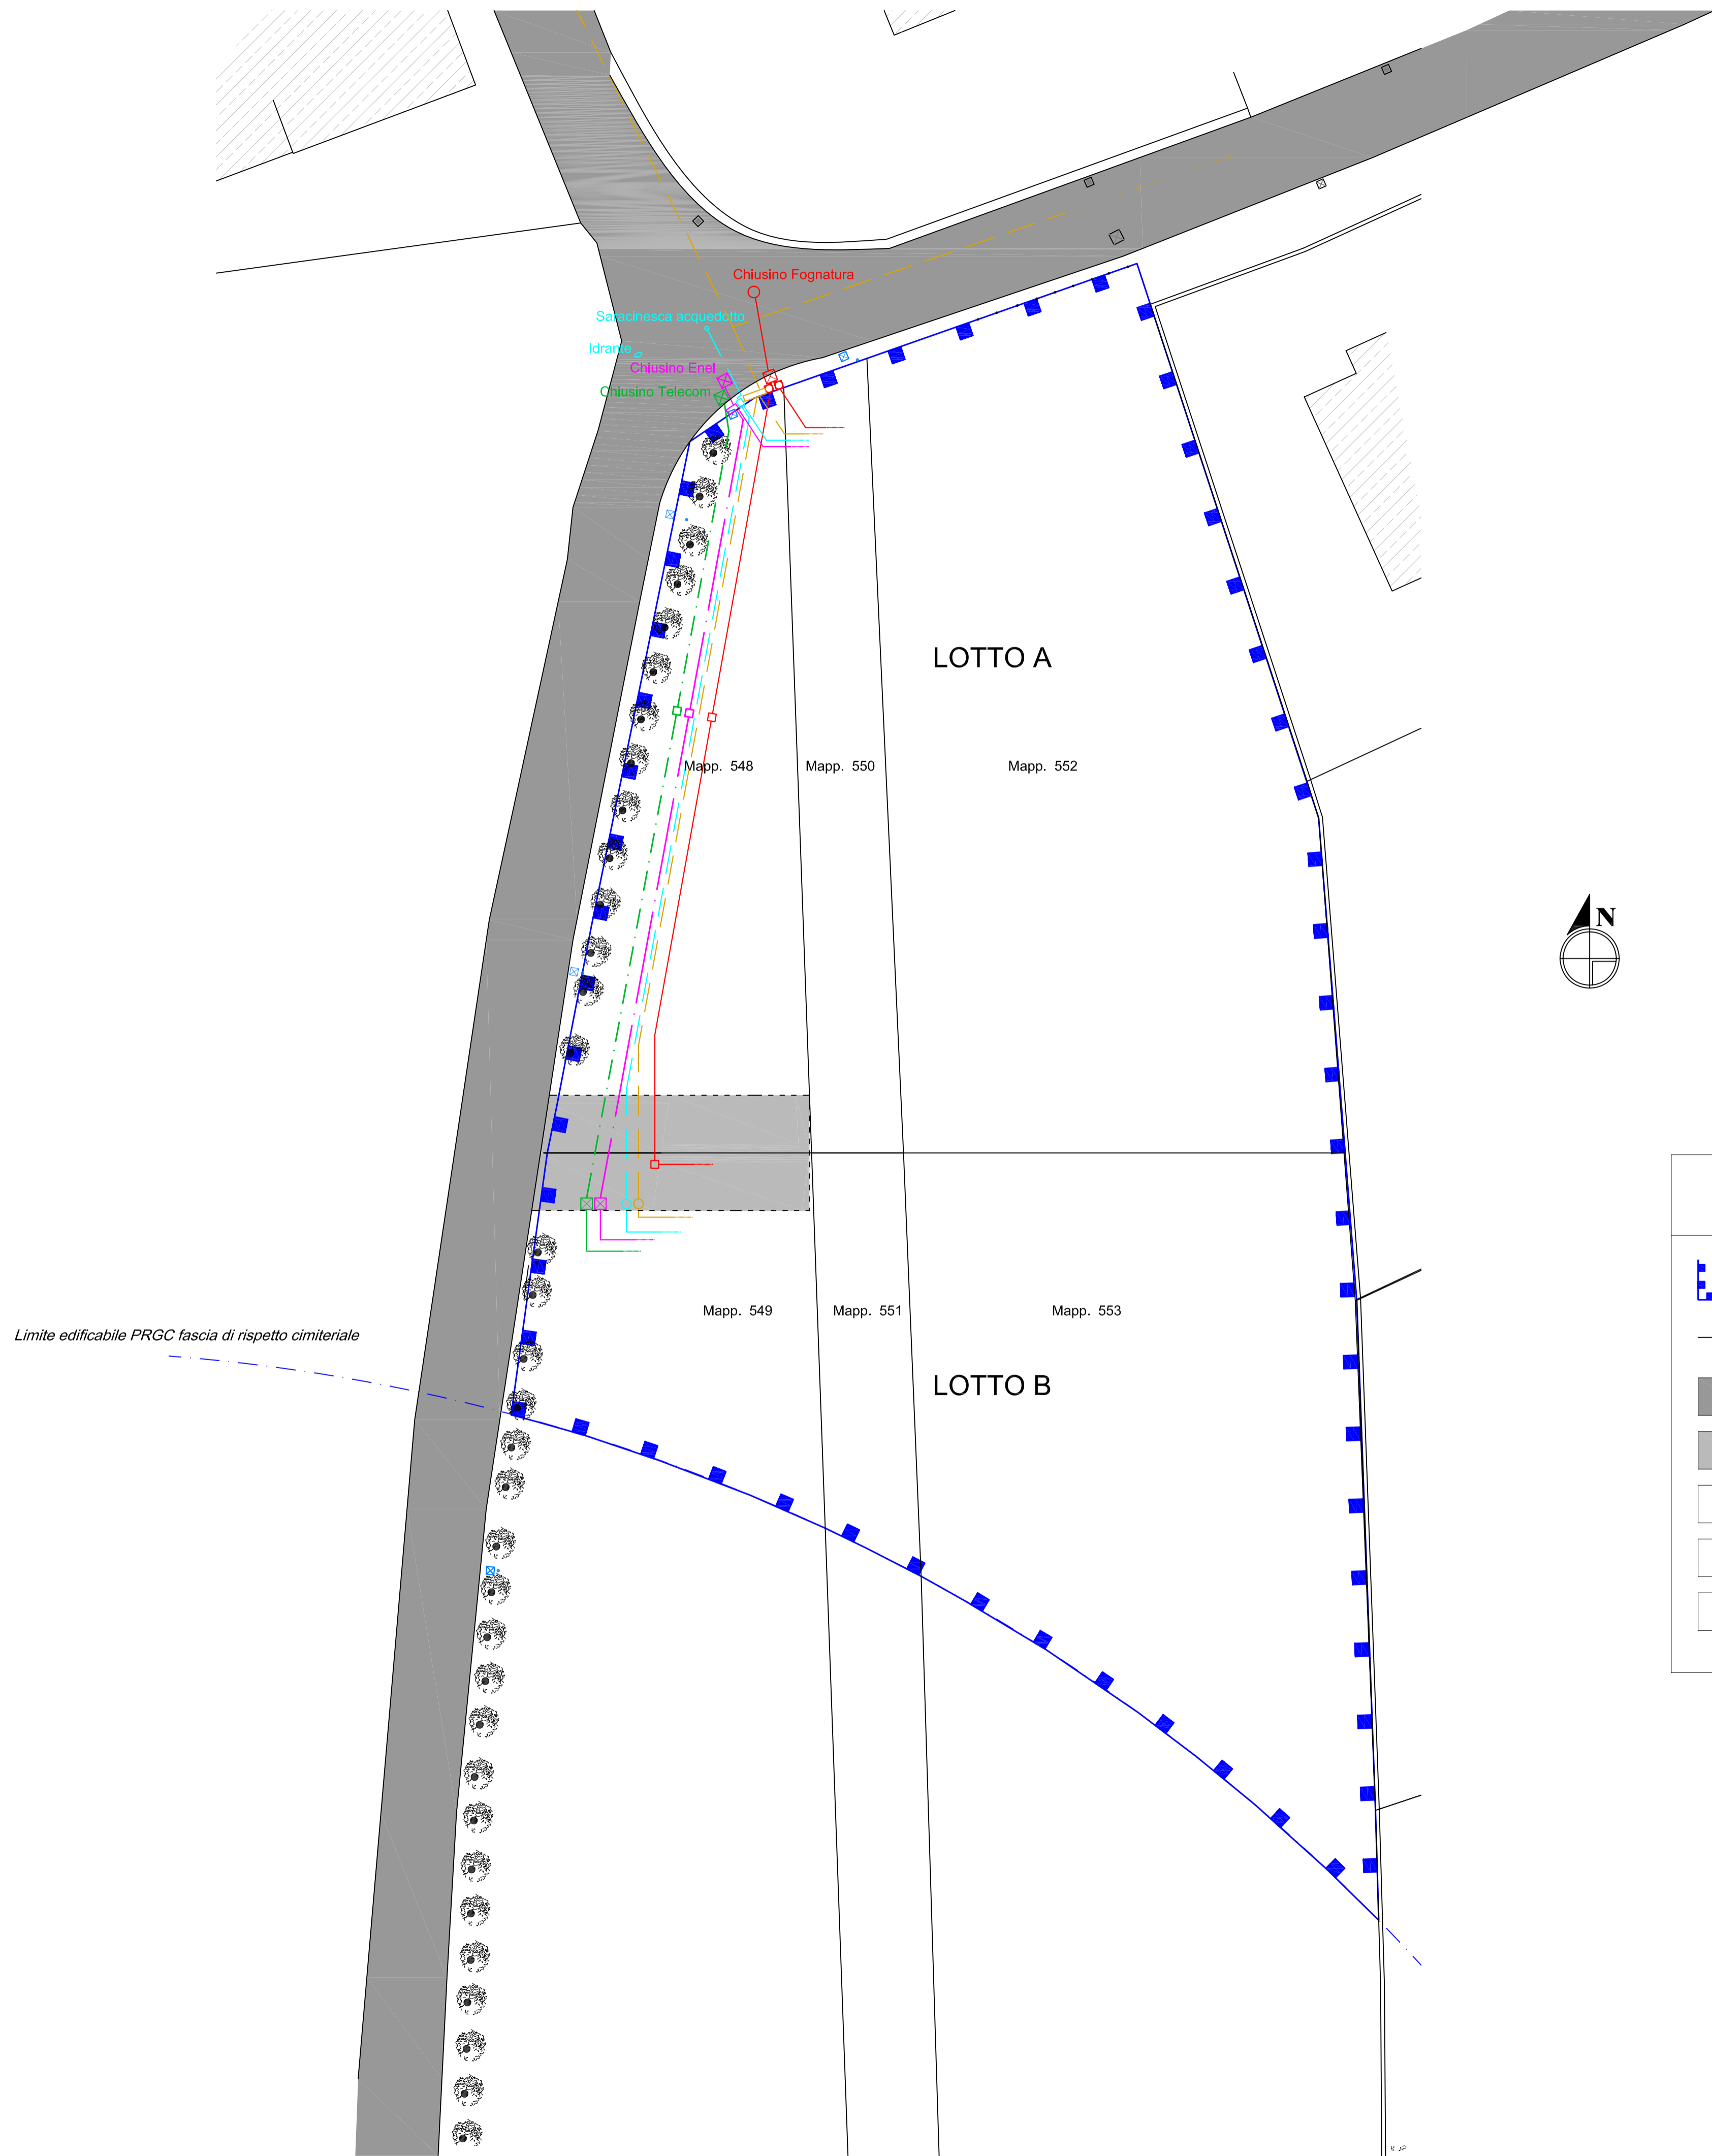 Chiusino Fognatura
Saracinesca acquedotto
Idrante
Chiusino Enel
Chiusino Telecom
LOTTO A
Mapp. 548
Mapp. 550
Mapp. 552
N
Mapp. 549
Mapp. 551
Mapp. 553
Limite edificabile PRGC fascia di rispetto cimiteriale
LOTTO B